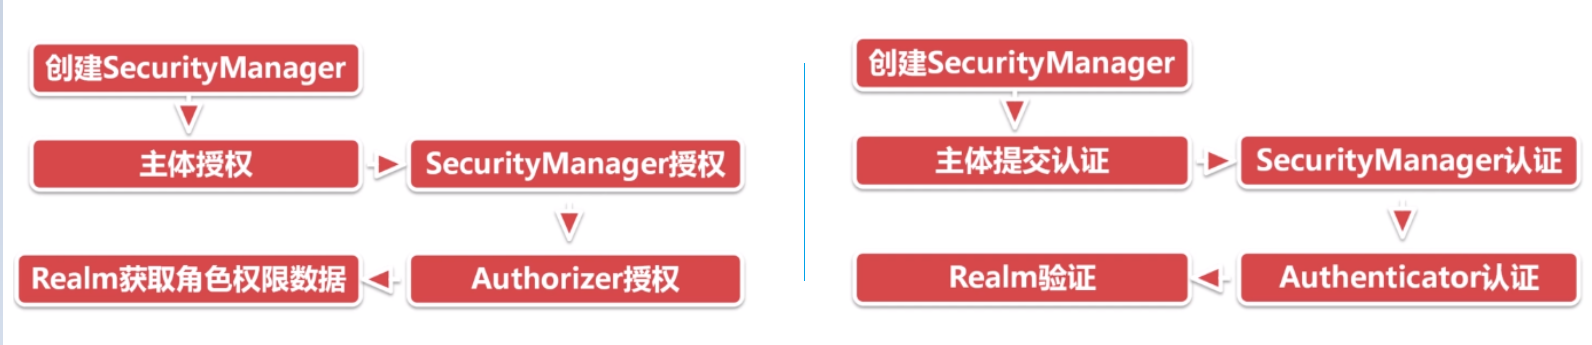 创建SecurityManager
主体授权
SecurityManager授权
Authorizer授权
Realm获取角色权限数据
创建SecurityManager
主体提交认证
SecurityManager认证
Authenticator认证
Realm验证